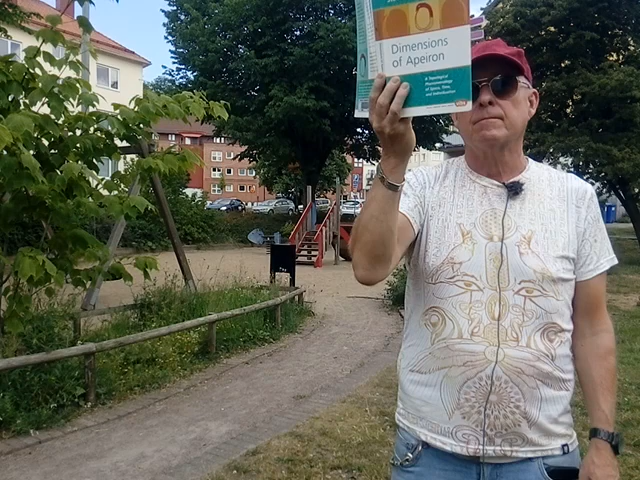 Dimensions
of Apeiron
A Topological
Phenomenology
of Space, Time,
and Individuation